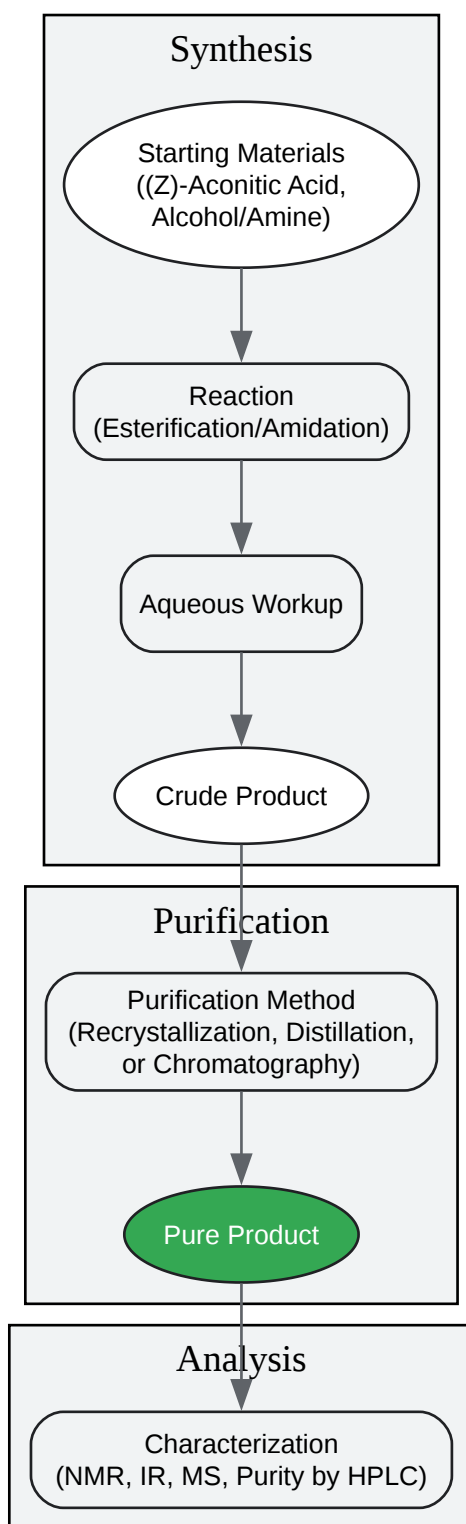 Synthesis
Starting Materials
((Z)-Aconitic Acid,
Alcohol/Amine)
Reaction
(Esterification/Amidation)
Aqueous Workup
Crude Product
Purification
Purification Method
(Recrystallization, Distillation,
or Chromatography)
Pure Product
Analysis
Characterization
(NMR, IR, MS, Purity by HPLC)